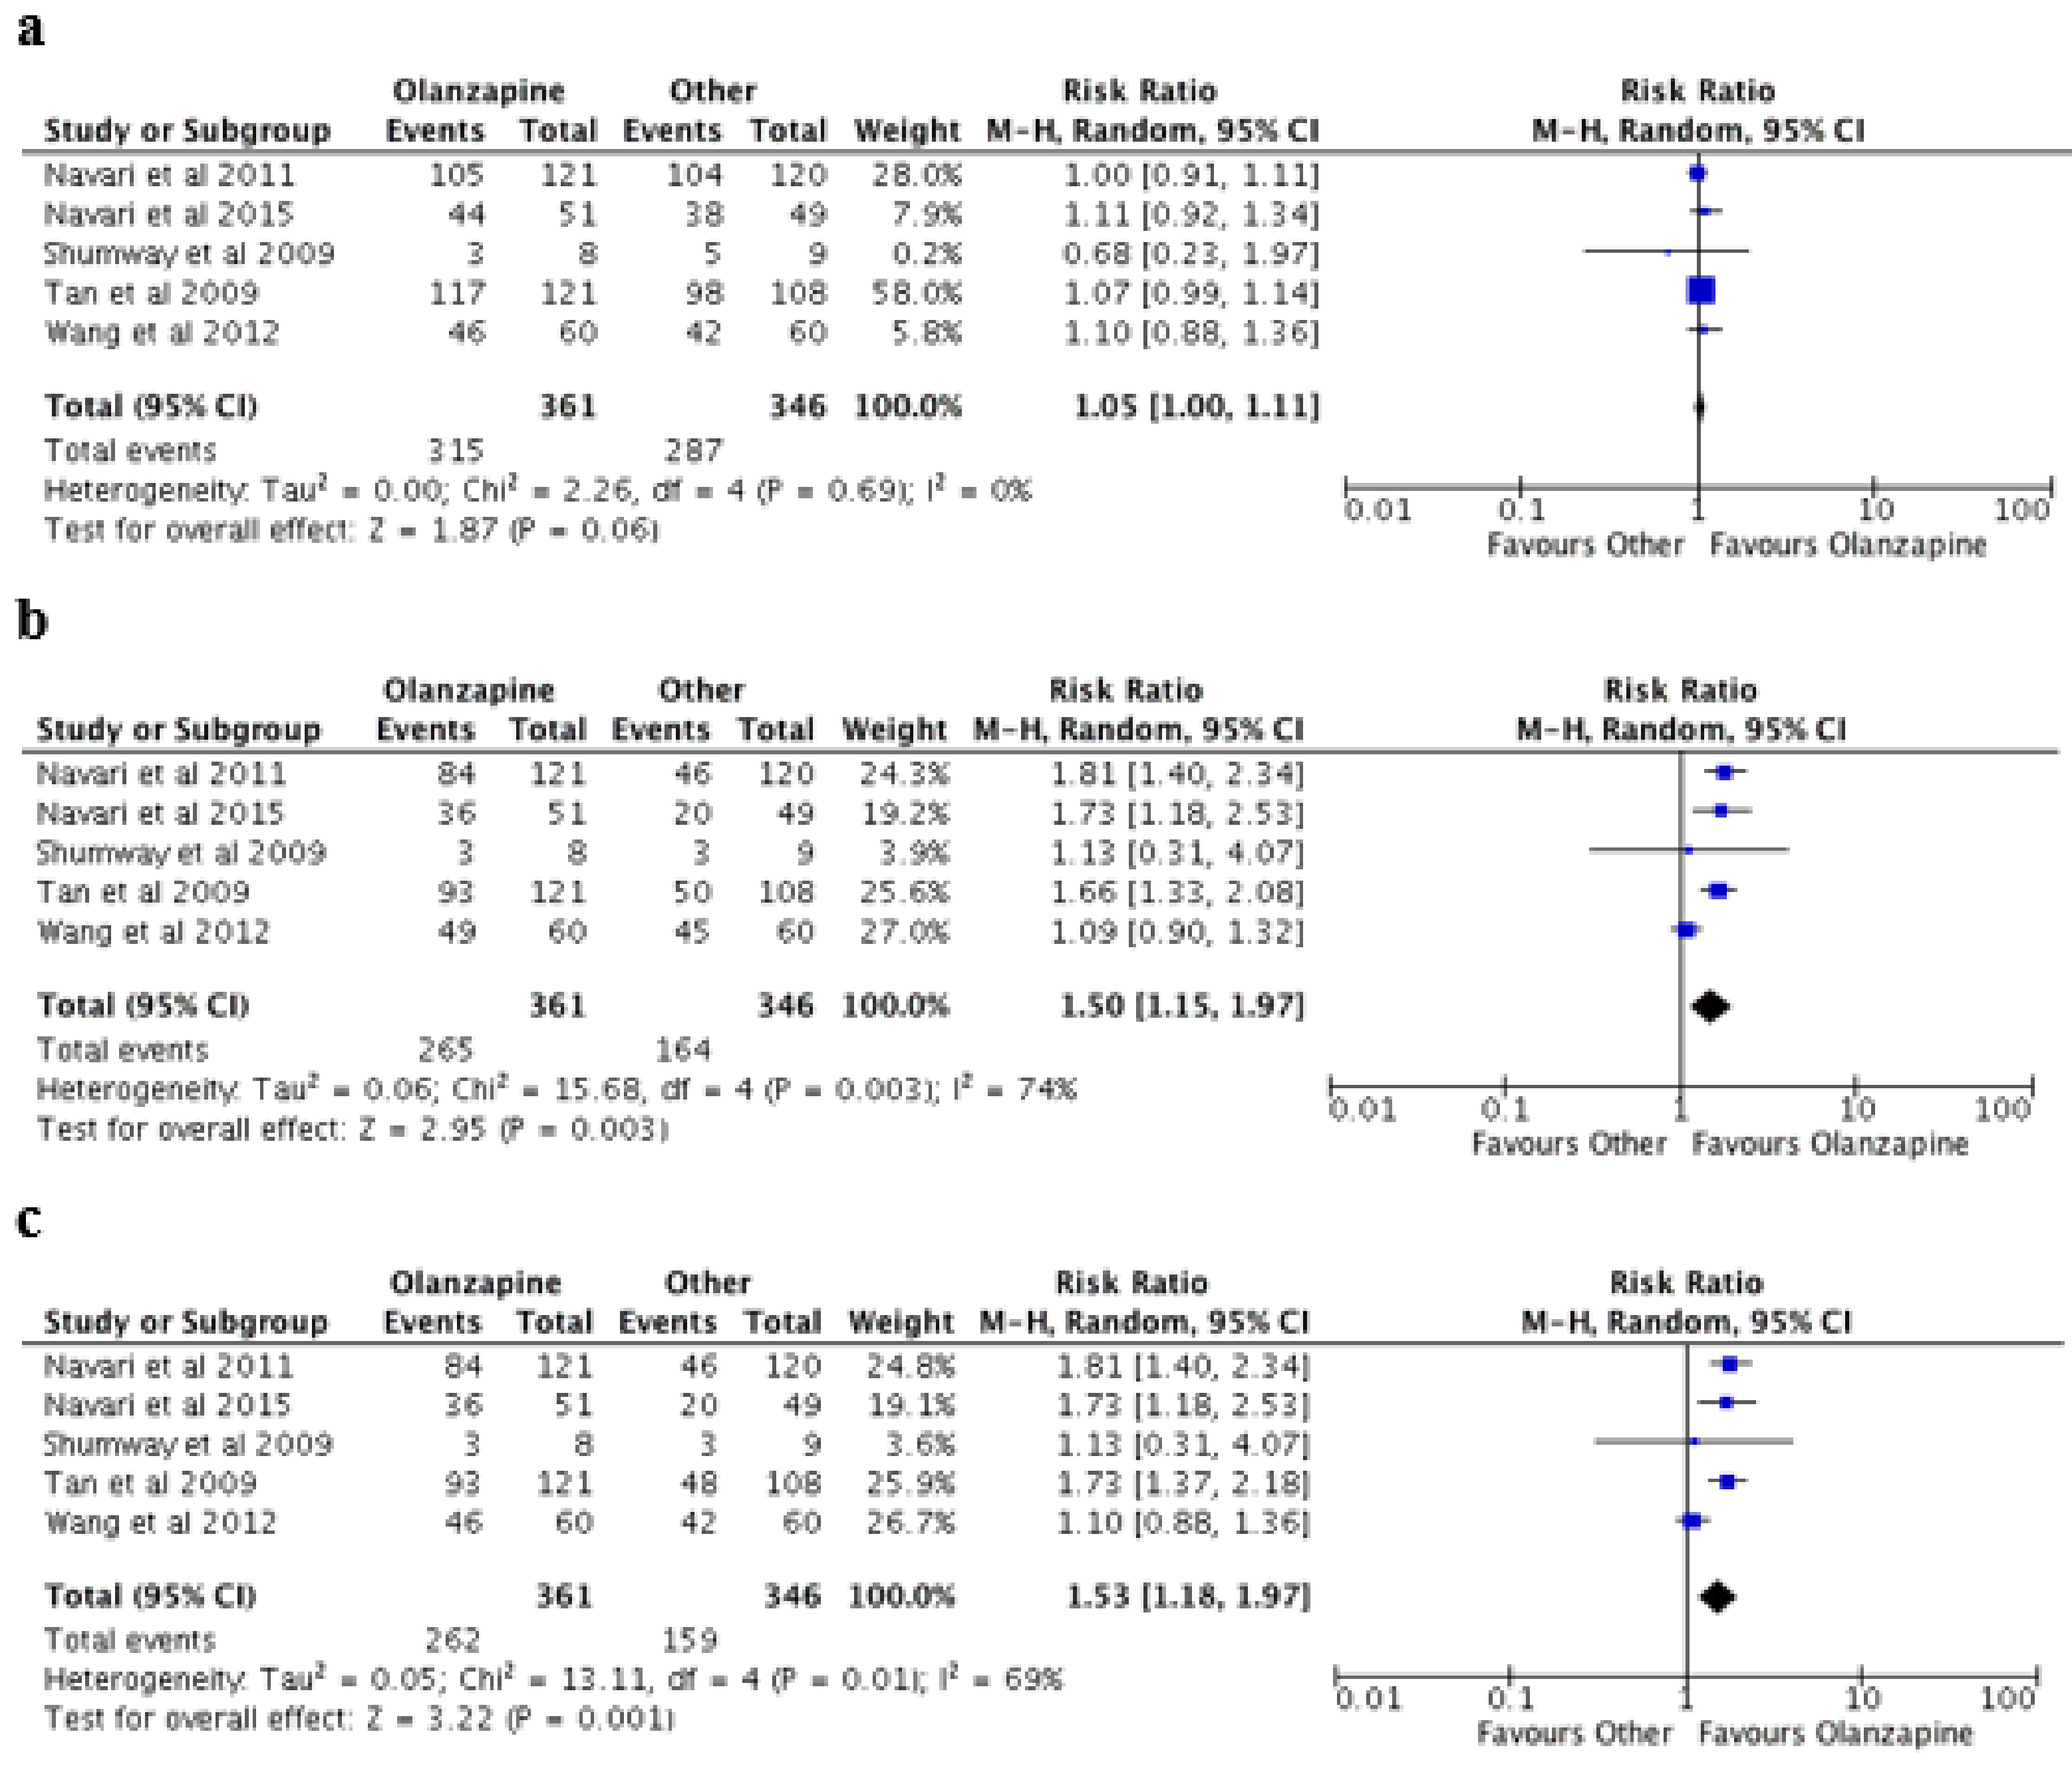 a
Olanzapine Other Risk Ratio Risk Ratio
Study or Subgroup Events Total Events Total Weight M-H, Random, 95% CI M-H, Random, 95% CI
Navari et al 2011 105 121 104 120 28.0% 1.00 [0.91, 1.11]
Navari et al 2015 44 51 38 49 7.9% 1.11 [0.92, 1.34]
Shumway et al 2009 3 8 5 9 0.2% 0.68 [0.23, 1.97]
Tan et al 2009 117 121 98 108 58.0% 1.07 [0.99, 1.14]
Wang et al 2012 46 60 42 60 5.8% 1.10 [0.88, 1.36]
Total (95% CI) 361 346 100.0% 1.05 [1.00, 1.11]
Total events 315 287
Heterogeneity: Tau² = 0.00; Chi² = 2.26, df = 4 (P = 0.69); I² = 0%
Test for overall effect: Z = 1.87 (P = 0.06)
0.01 0.1 1 10 100
Favours Other Favours Olanzapine
b
Olanzapine Other Risk Ratio Risk Ratio
Study or Subgroup Events Total Events Total Weight M-H, Random, 95% CI M-H, Random, 95% CI
Navari et al 2011 84 121 46 120 24.3% 1.81 [1.40, 2.34]
Navari et al 2015 36 51 20 49 19.2% 1.73 [1.18, 2.53]
Shumway et al 2009 3 8 3 9 3.9% 1.13 [0.31, 4.07]
Tan et al 2009 93 121 50 108 25.6% 1.66 [1.33, 2.08]
Wang et al 2012 49 60 45 60 27.0% 1.09 [0.90, 1.32]
Total (95% CI) 361 346 100.0% 1.50 [1.15, 1.97]
Total events 265 164
Heterogeneity: Tau² = 0.06; Chi² = 15.68, df = 4 (P = 0.003); I² = 74%
Test for overall effect: Z = 2.95 (P = 0.003)
0.01 0.1 1 10 100
Favours Other Favours Olanzapine
c
Olanzapine Other Risk Ratio Risk Ratio
Study or Subgroup Events Total Events Total Weight M-H, Random, 95% CI M-H, Random, 95% CI
Navari et al 2011 84 121 46 120 24.8% 1.81 [1.40, 2.34]
Navari et al 2015 36 51 20 49 19.1% 1.73 [1.18, 2.53]
Shumway et al 2009 3 8 3 9 3.6% 1.13 [0.31, 4.07]
Tan et al 2009 93 121 48 108 25.9% 1.73 [1.37, 2.18]
Wang et al 2012 46 60 42 60 26.7% 1.10 [0.88, 1.36]
Total (95% CI) 361 346 100.0% 1.53 [1.18, 1.97]
Total events 262 159
Heterogeneity: Tau² = 0.05; Chi² = 13.11, df = 4 (P = 0.01); I² = 69%
Test for overall effect: Z = 3.22 (P = 0.001)
0.01 0.1 1 10 100
Favours Other Favours Olanzapine